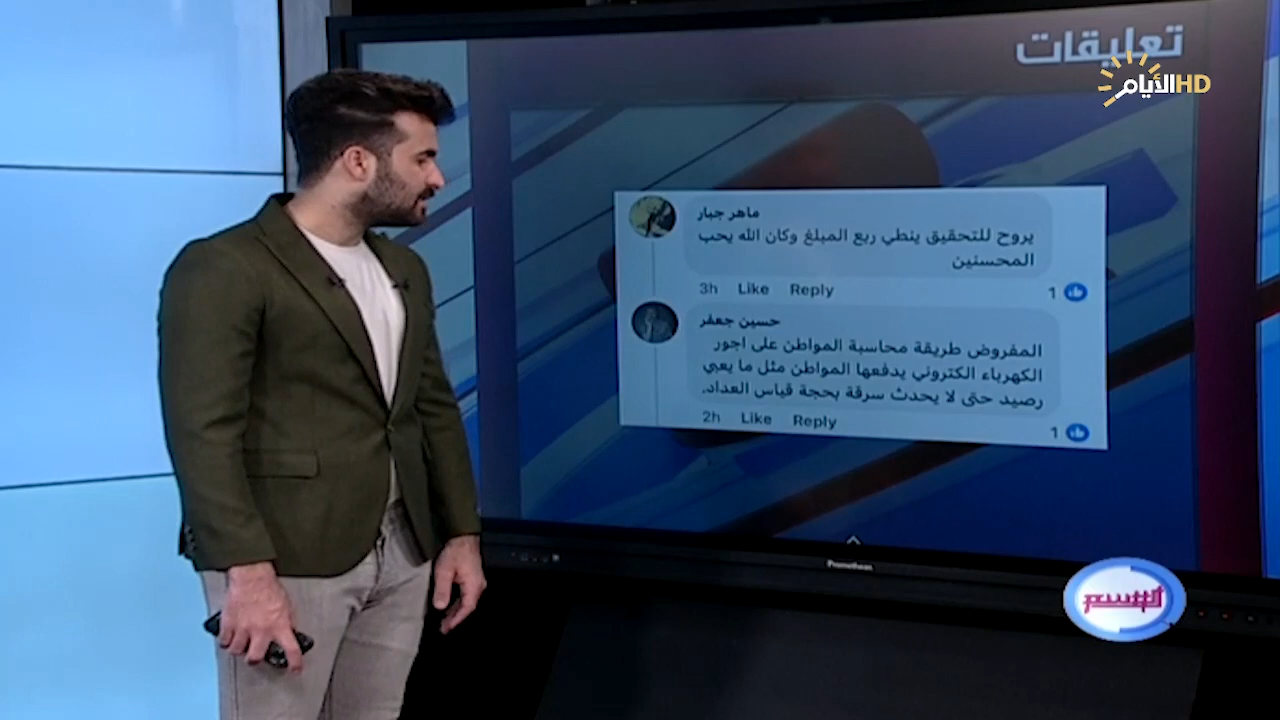 تعليقات
الأيام HD
ماهر جبار
يروح للتحقيق ينطي ربع المبلغ وكان الله يحب
المحسنين
3h Like Reply 1
حسين جعفر
المفروض طريقة محاسبة المواطن على اجور
الكهرباء الكتروني يدفعها المواطن مثل ما يعبي
رصيد حتى لا يحدث سرقة بحجة قياس العداد.
2h Like Reply 1
Promethean